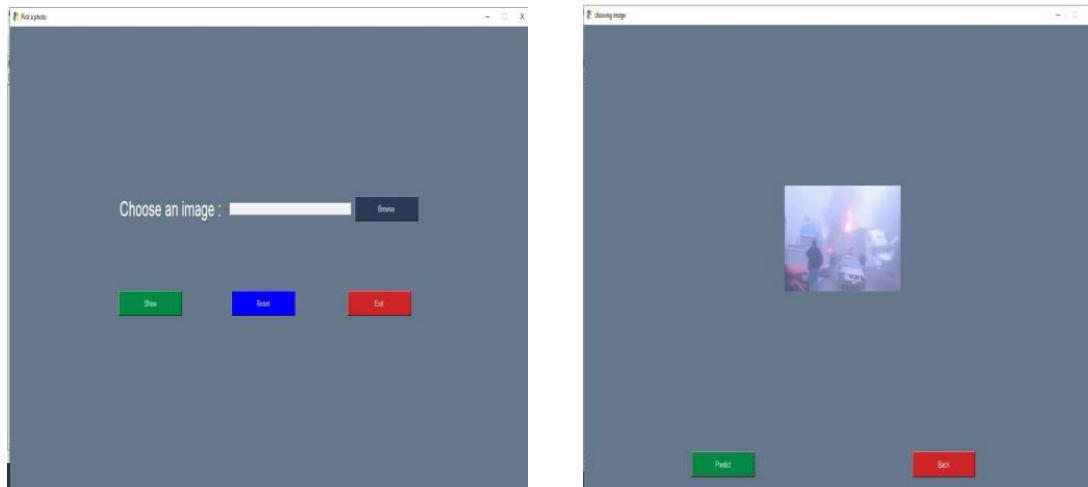 Pick a photo
Choose an image :
Browse
Show
Reset
Exit
showing image
Predict
Back